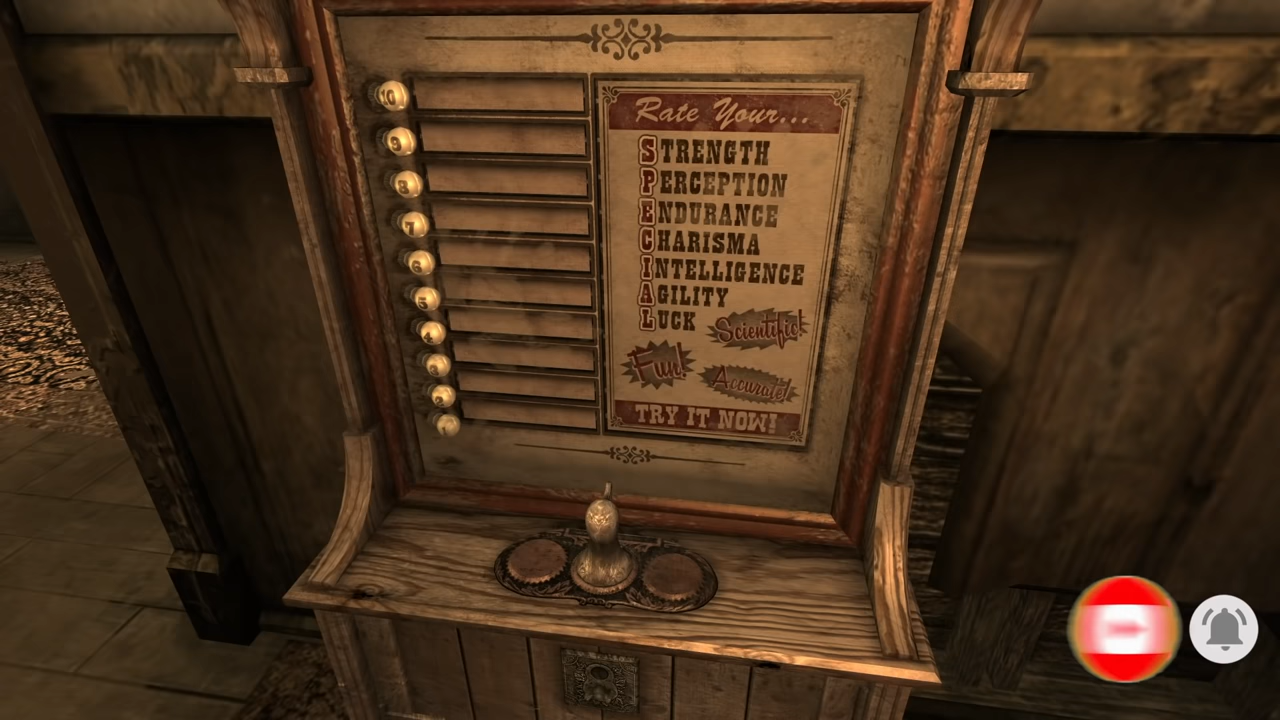 10
9
8
7
6
5
4
3
2
Rate Your...
STRENGTH
PERCEPTION
ENDURANCE
CHARISMA
INTELLIGENCE
AGILITY
LUCK
Scientific!
Fun!
Accurate!
TRY IT NOW!